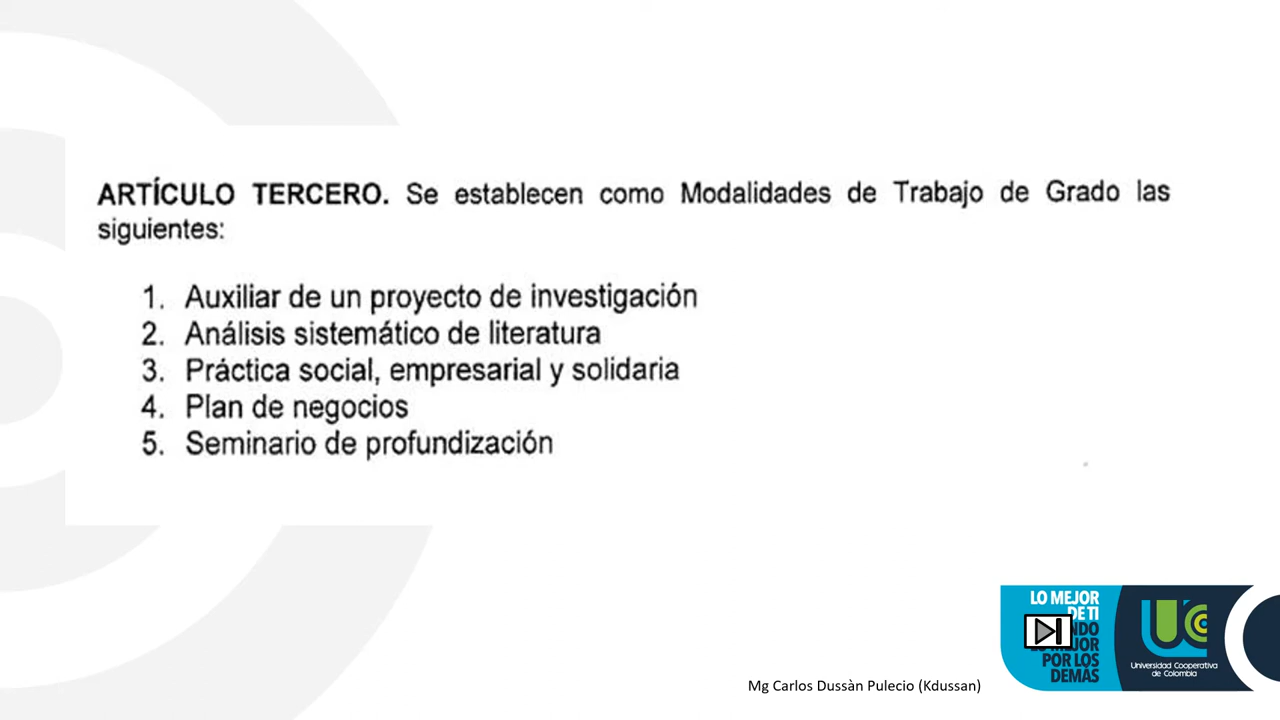 ARTÍCULO TERCERO. Se establecen como Modalidades de Trabajo de Grado las
siguientes:
1. Auxiliar de un proyecto de investigación
2. Análisis sistemático de literatura
3. Práctica social, empresarial y solidaria
4. Plan de negocios
5. Seminario de profundización
LO MEJOR
DE TI
POR LOS
DEMÁS
Universidad Cooperativa
de Colombia
Mg Carlos Dussàn Pulecio (Kdussan)